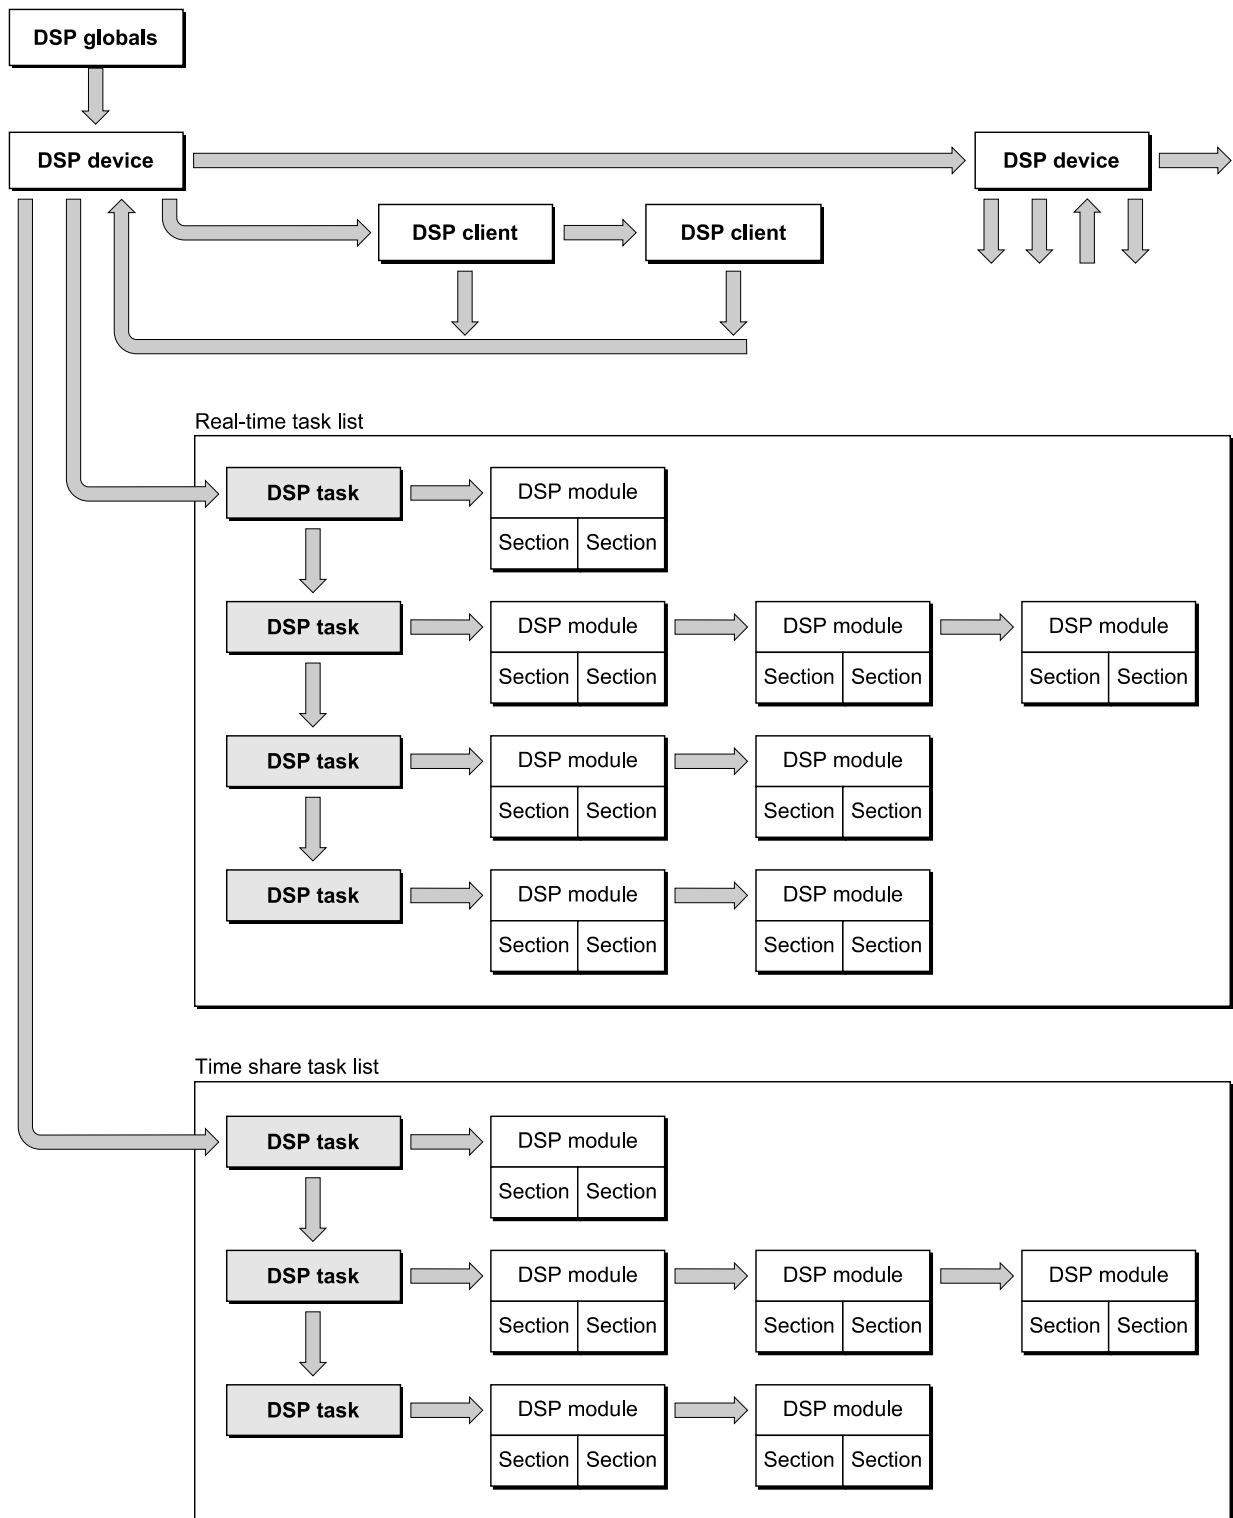 DSP globals
DSP device
DSP device
DSP client
DSP client
Real-time task list
DSP task
DSP module
Section Section
DSP task
DSP module
DSP module
DSP module
Section Section
Section Section
Section Section
DSP task
DSP module
DSP module
Section Section
Section Section
DSP task
DSP module
DSP module
Section Section
Section Section
Time share task list
DSP task
DSP module
Section Section
DSP task
DSP module
DSP module
DSP module
Section Section
Section Section
Section Section
DSP task
DSP module
DSP module
Section Section
Section Section